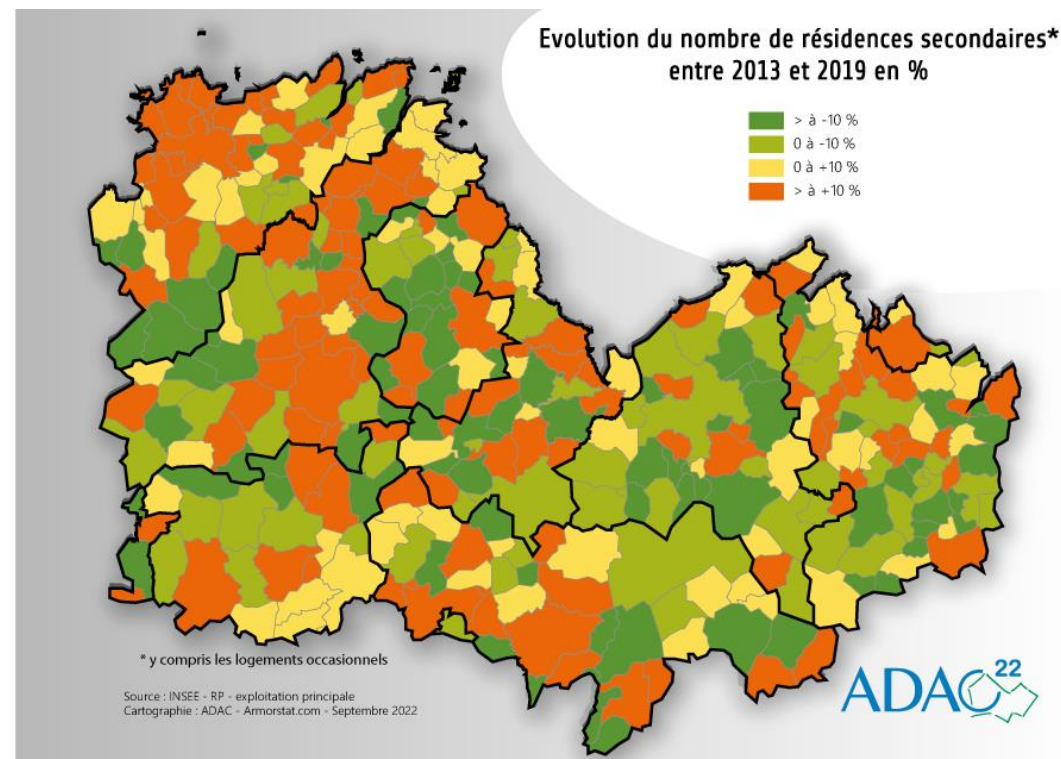 Evolution du nombre de résidences secondaires*
entre 2013 et 2019 en %
> à -10 %
0 à -10 %
0 à +10 %
> à +10 %
* y compris les logements occasionnels
Source : INSEE - RP - exploitation principale
Cartographie : ADAC - Armorstat.com - Septembre 2022
ADAC 22